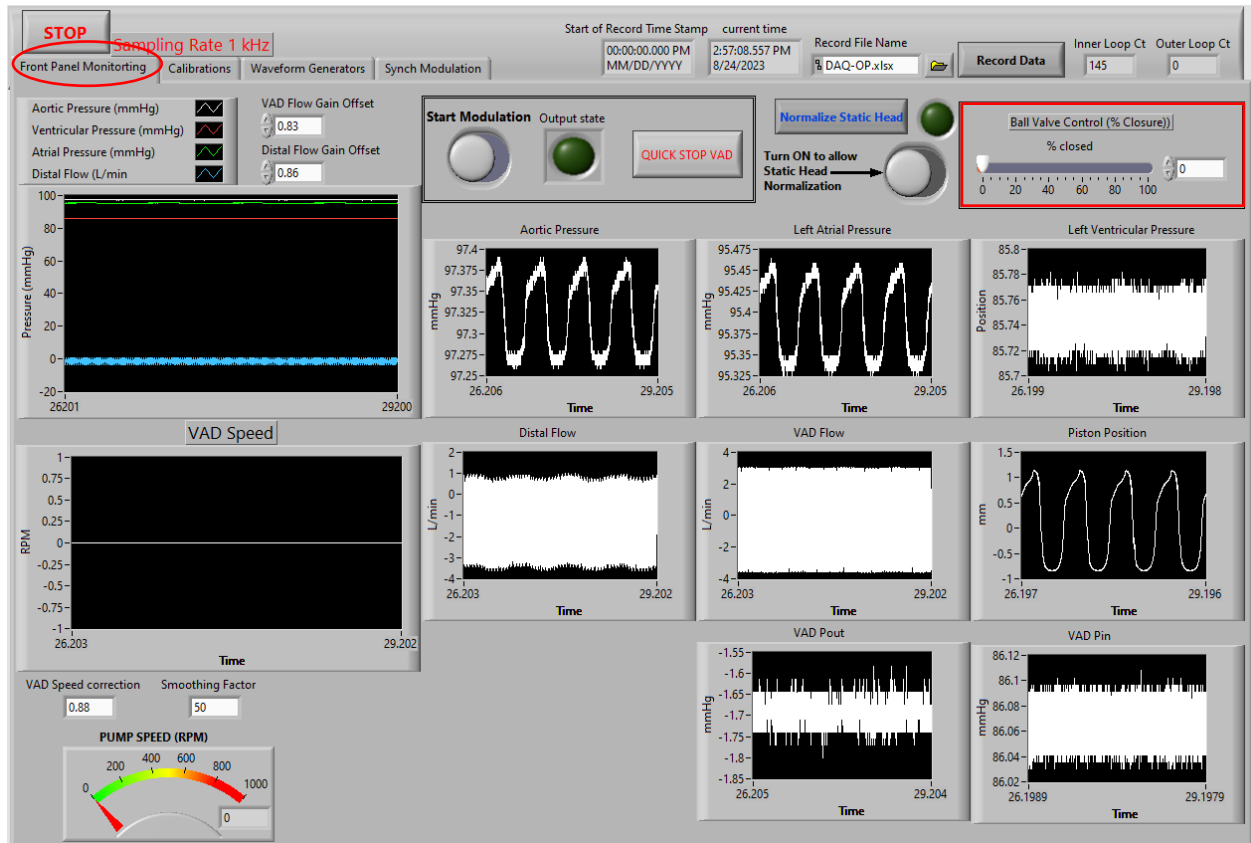 STOP
Sampling Rate 1 kHz
Start of Record Time Stamp
current time
00:00:00.000 PM
MM/DD/YYYY
2:57:08.557 PM
8/24/2023
Record File Name
DAQ-OP.xlsx
Record Data
Inner Loop Ct
145
Outer Loop Ct
0
Front Panel Monitorting
Calibrations
Waveform Generators
Synch Modulation
Aortic Pressure (mmHg)
Ventricular Pressure (mmHg)
Atrial Pressure (mmHg)
Distal Flow (L/min
VAD Flow Gain Offset
0.83
Distal Flow Gain Offset
0.86
Start Modulation
Output state
QUICK STOP VAD
Normalize Static Head
Turn ON to allow
Static Head
Normalization
Ball Valve Control (% Closure))
% closed
0 20 40 60 80 100
0
Pressure (mmHg)
100
80
60
40
20
0
-20
26201
29200
Aortic Pressure
mmHg
97.4
97.375
97.35
97.325
97.3
97.275
97.25
26.206
29.205
Time
Left Atrial Pressure
mmHg
95.475
95.45
95.425
95.4
95.375
95.35
95.325
26.206
29.205
Time
Left Ventricular Pressure
Position
85.8
85.78
85.76
85.74
85.72
85.7
26.199
29.198
Time
VAD Speed
RPM
1
0.75
0.5
0.25
0
-0.25
-0.5
-0.75
-1
26.203
29.202
Time
Distal Flow
L/min
2
1
0
-1
-2
-3
-4
26.203
29.202
Time
VAD Flow
L/min
4
2
0
-2
-4
26.203
29.202
Time
Piston Position
mm
1.5
1
0.5
0
-0.5
-1
26.197
29.196
Time
VAD Speed correction
0.88
Smoothing Factor
50
PUMP SPEED (RPM)
0 200 400 600 800 1000
0
VAD Pout
mmHg
-1.55
-1.6
-1.65
-1.7
-1.75
-1.8
-1.85
26.205
29.204
Time
VAD Pin
mmHg
86.12
86.1
86.08
86.06
86.04
86.02
26.1989
29.1979
Time